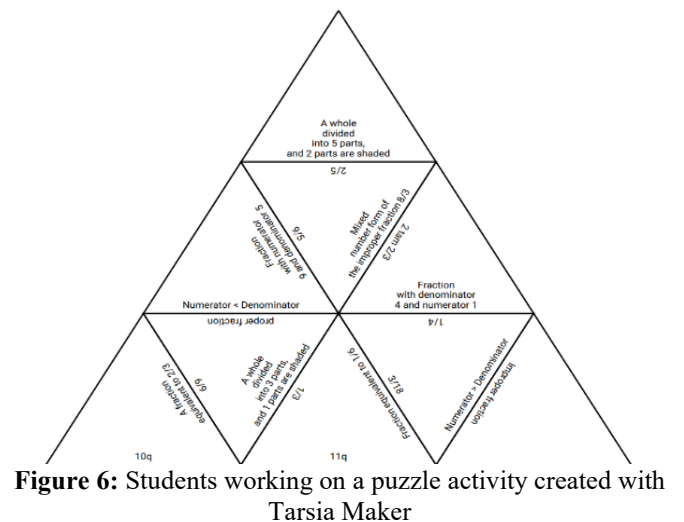 A whole
divided
into 5 parts,
and 2 parts are shaded
2/5
Fraction
with numerator
9 and denominator 5
9/5
Mixed
number form of
the improper fraction 8/3
2 tam 2/3
Numerator < Denominator
proper fraction
Fraction
with denominator
4 and numerator 1
1/4
A fraction
equivalent to 2/3
6/9
A whole
divided
into 3 parts,
and 1 parts are shaded
1/3
Fraction equivalent to 1/6
3/18
Numerator > Denominator
improper fraction
10q
11q
Figure 6: Students working on a puzzle activity created with
Tarsia Maker